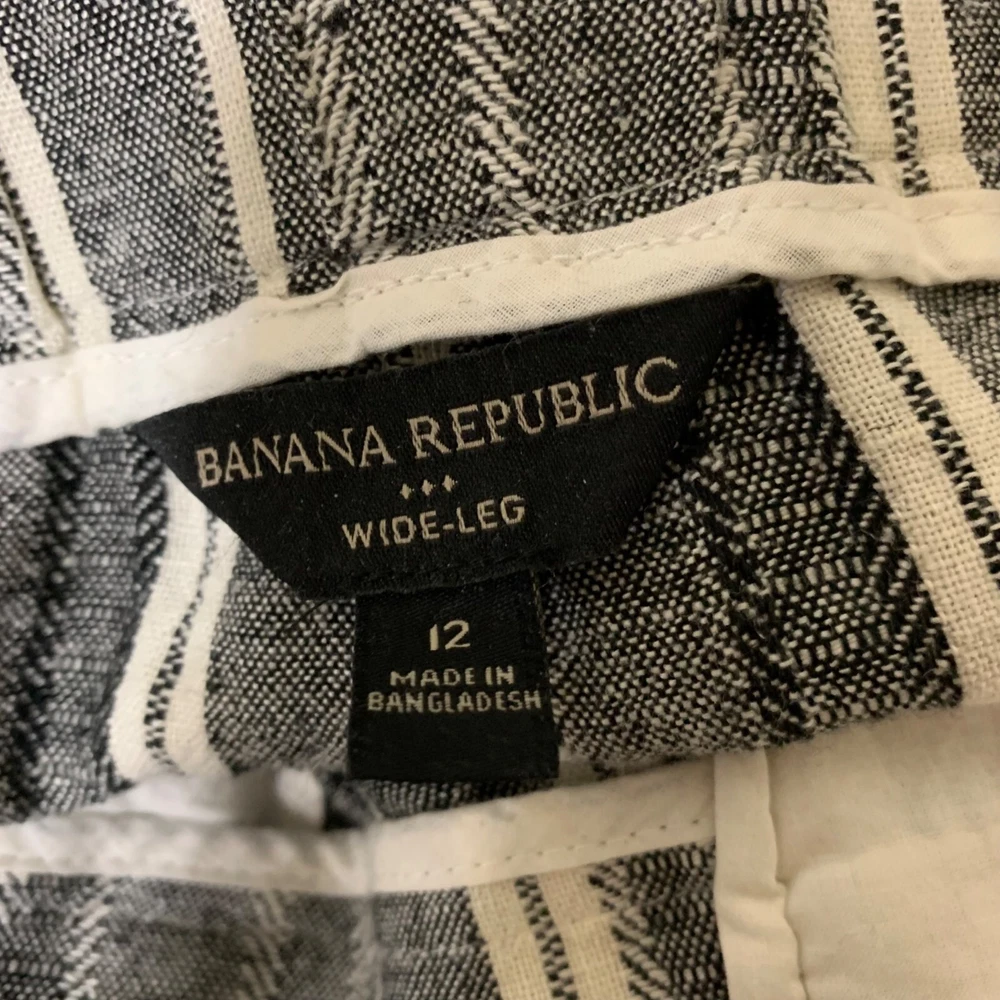 BANANA REPUBLIC
WIDE-LEG
12
MADE IN
BANGLADESH